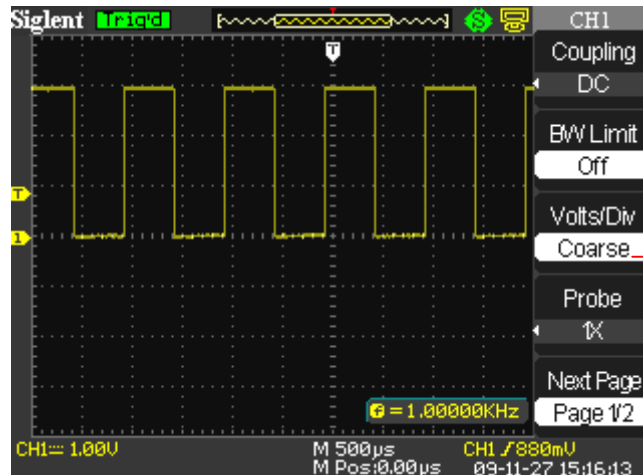 Siglent Trig'd CH1
T
Coupling
DC
BW Limit
Off
T
Volts/Div
1
Coarse
Probe
1X
Next Page
f = 1.00000KHz
Page 1/2
CH1 1.00V M 500µs CH1 880mV
M Pos:0.00µs 09-11-27 15:16:13